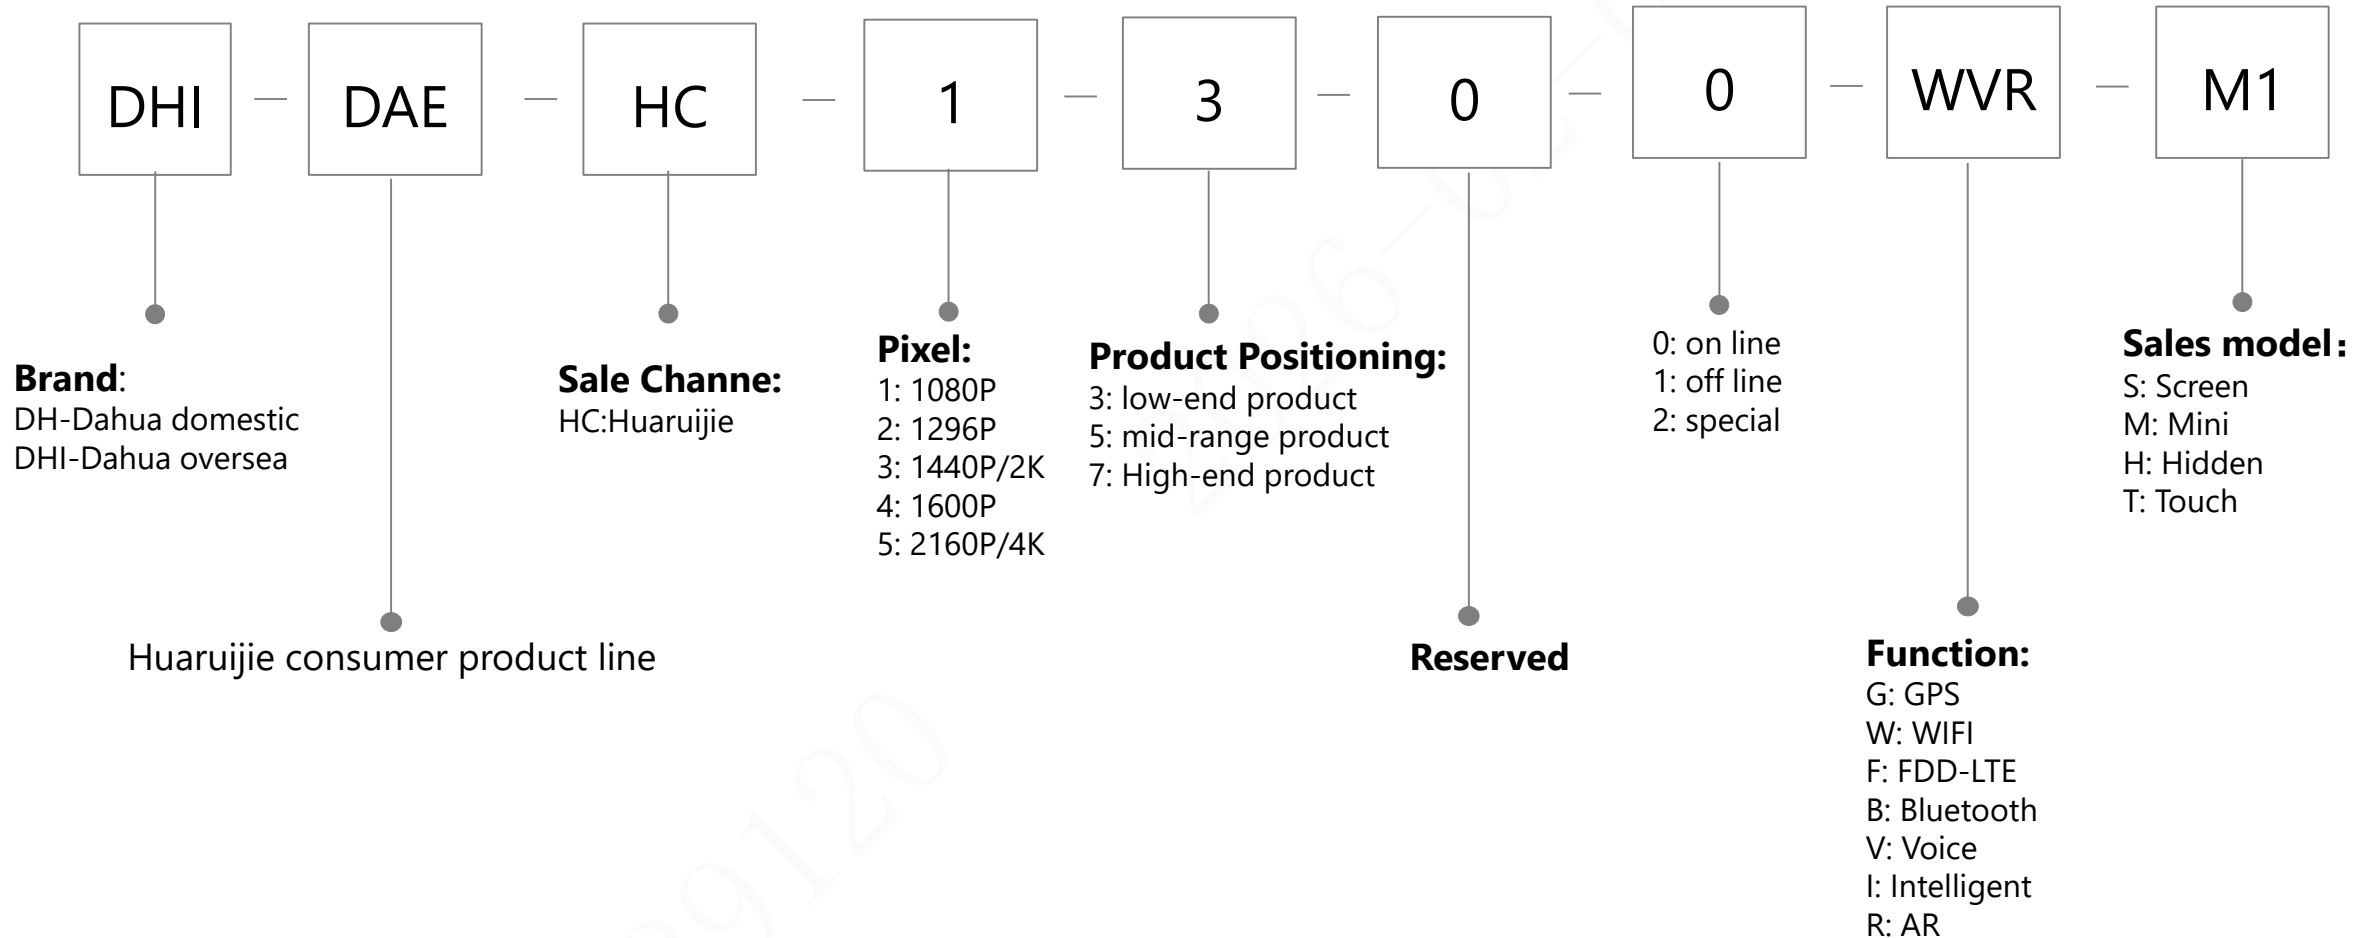 DHI — DAE — HC — 1 — 3 — 0 — 0 — WVR — M1
Brand:
DH-Dahua domestic
DHI-Dahua oversea
Huaruijie consumer product line
Sale Channe:
HC:Huaruijie
Pixel:
1: 1080P
2: 1296P
3: 1440P/2K
4: 1600P
5: 2160P/4K
Product Positioning:
3: low-end product
5: mid-range product
7: High-end product
Reserved
0: on line
1: off line
2: special
Function:
G: GPS
W: WIFI
F: FDD-LTE
B: Bluetooth
V: Voice
I: Intelligent
R: AR
Sales model：
S: Screen
M: Mini
H: Hidden
T: Touch